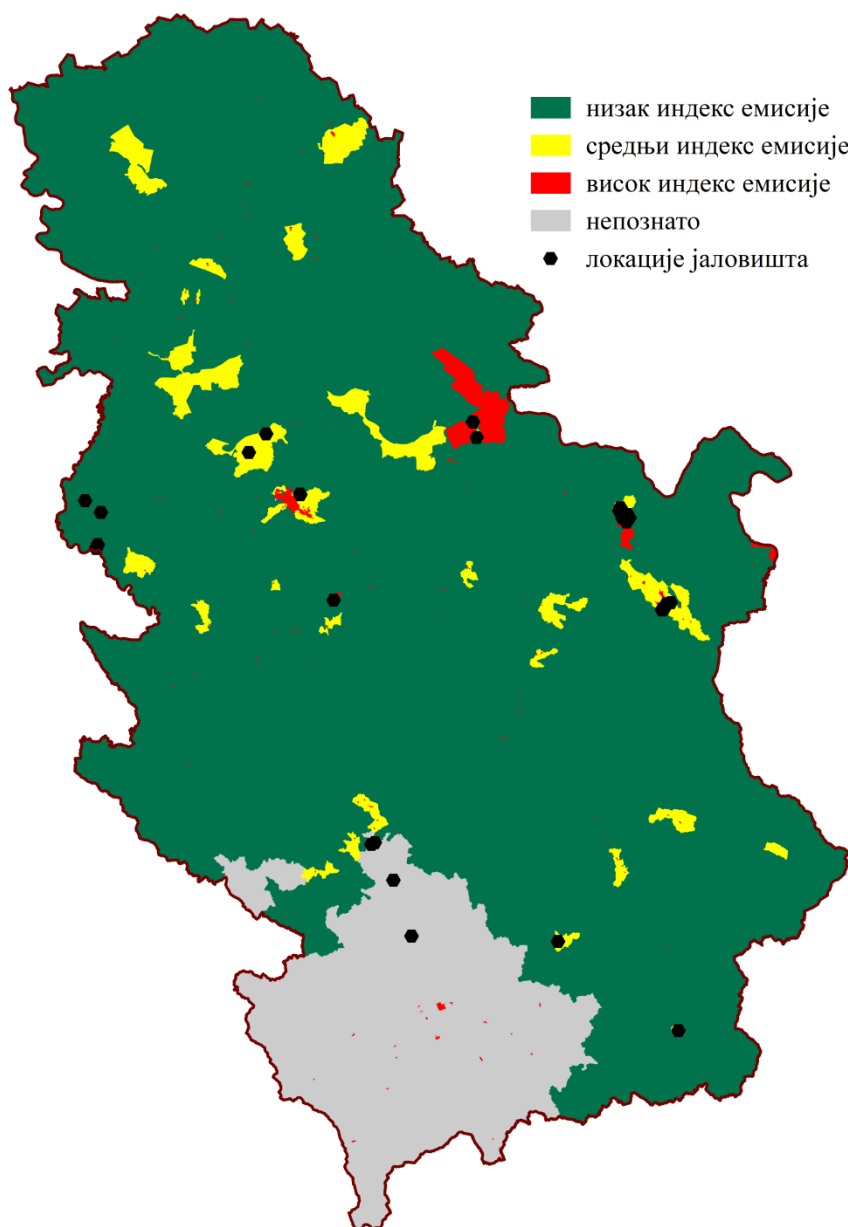 низак индекс емисије
средњи индекс емисије
висок индекс емисије
непознато
локације јаловишта